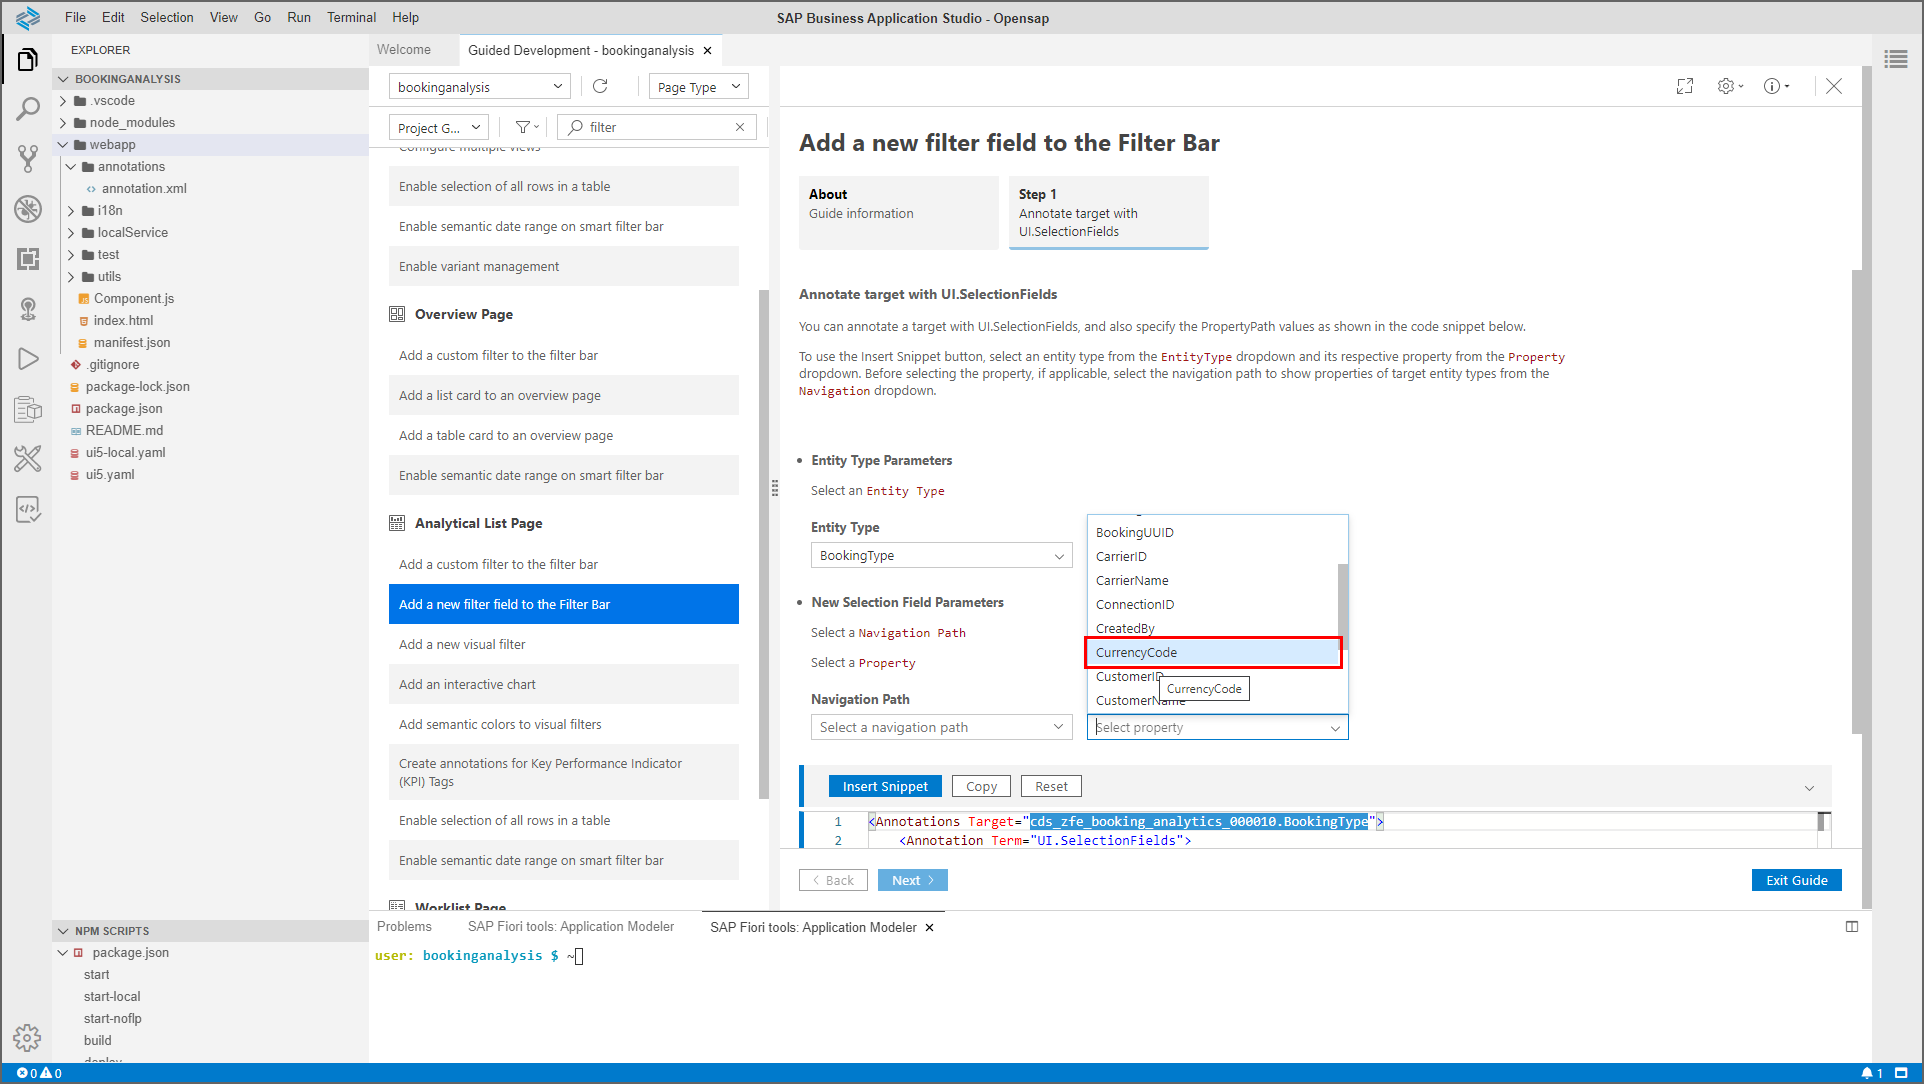 File Edit Selection View Go Run Terminal Help
SAP Business Application Studio - Opensap
EXPLORER
BOOKINGANALYSIS
.vscode
node_modules
webapp
annotations
annotation.xml
i18n
localService
test
utils
Component.js
index.html
manifest.json
.gitignore
package-lock.json
package.json
README.md
ui5-local.yaml
ui5.yaml
NPM SCRIPTS
package.json
start
start-local
start-noflp
build
deploy
Welcome
Guided Development - bookinganalysis
bookinganalysis
Page Type
Project G...
filter
Configure multiple views
Enable selection of all rows in a table
Enable semantic date range on smart filter bar
Enable variant management
Overview Page
Add a custom filter to the filter bar
Add a list card to an overview page
Add a table card to an overview page
Enable semantic date range on smart filter bar
Analytical List Page
Add a custom filter to the filter bar
Add a new filter field to the Filter Bar
Add a new visual filter
Add an interactive chart
Add semantic colors to visual filters
Create annotations for Key Performance Indicator
(KPI) Tags
Enable selection of all rows in a table
Enable semantic date range on smart filter bar
Worklist Page
Add a new filter field to the Filter Bar
About
Guide information
Step 1
Annotate target with
UI.SelectionFields
Annotate target with UI.SelectionFields
You can annotate a target with UI.SelectionFields, and also specify the PropertyPath values as shown in the code snippet below.
To use the Insert Snippet button, select an entity type from the EntityType dropdown and its respective property from the Property
dropdown. Before selecting the property, if applicable, select the navigation path to show properties of target entity types from the
Navigation dropdown.
Entity Type Parameters
Select an Entity Type
Entity Type
BookingType
New Selection Field Parameters
Select a Navigation Path
Select a Property
Navigation Path
Select a navigation path
BookingUUID
CarrierID
CarrierName
ConnectionID
CreatedBy
CurrencyCode
CustomerID
CurrencyCode
CustomerName
Select property
Insert Snippet
Copy
Reset
1 <Annotations Target="cds_zfe_booking_analytics_000010.BookingType">
2 <Annotation Term="UI.SelectionFields">
Back
Next
Exit Guide
Problems
SAP Fiori tools: Application Modeler
SAP Fiori tools: Application Modeler
user: bookinganalysis $ ~
0 0
1